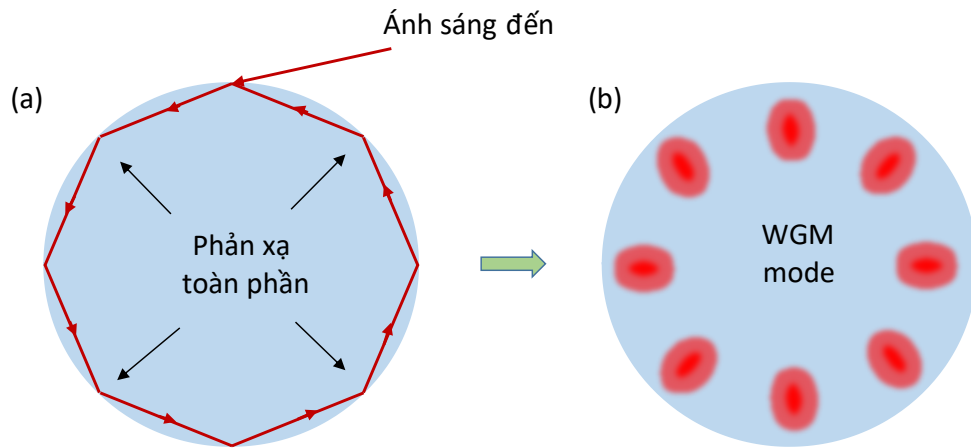 Ánh sáng đến
(a)
(b)
Phản xạ
toàn phần
WGM
mode